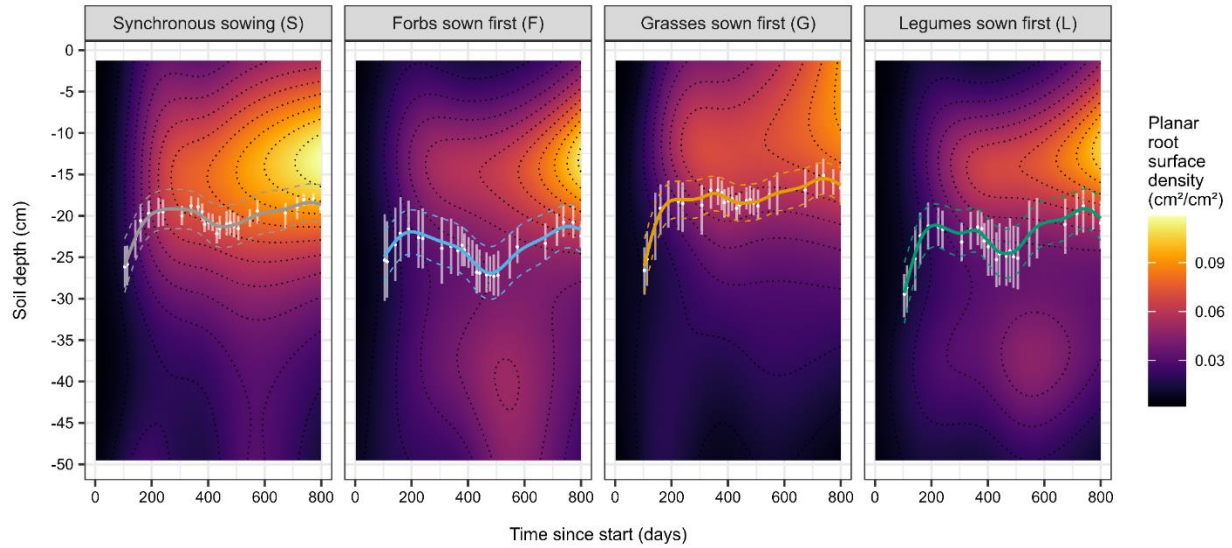 Synchronous sowing (S) Forbs sown first (F) Grasses sown first (G) Legumes sown first (L)
0
-5
-10
-15
-20
-25
-30
-35
-40
-45
-50
Soil depth (cm)
0 200 400 600 800 0 200 400 600 800 0 200 400 600 800 0 200 400 600 800
Time since start (days)
Planar
root
surface
density
(cm²/cm²)
0.09
0.06
0.03